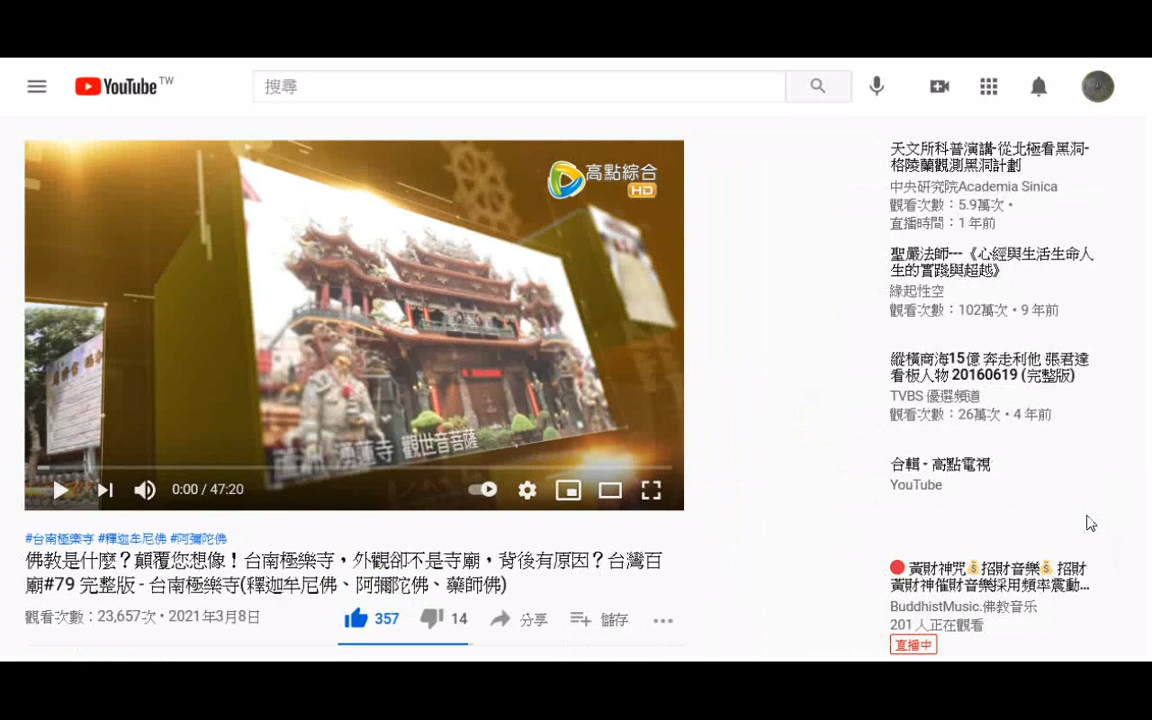 YouTube TW
搜尋
高點綜合
HD
湧蓮寺 觀世音菩薩
0:00 / 47:20
#台南極樂寺 #釋迦牟尼佛 #阿彌陀佛
佛教是什麼？顛覆您想像！台南極樂寺，外觀卻不是寺廟，背後有原因？台灣百
廟#79 完整版 - 台南極樂寺(釋迦牟尼佛、阿彌陀佛、藥師佛)
觀看次數：23,657次 • 2021年3月8日
357
14
分享
儲存
天文所科普演講-從北極看黑洞-
格陵蘭觀測黑洞計劃
中央研究院Academia Sinica
觀看次數：5.9萬次 •
直播時間：1 年前
聖嚴法師---《心經與生活生命人
生的實踐與超越》
緣起性空
觀看次數：102萬次 • 9 年前
縱橫商海15億 奔走利他 張君達
看板人物 20160619 (完整版)
TVBS 優選頻道
觀看次數：26萬次 • 4 年前
合輯 - 高點電視
YouTube
🔴 黃財神咒💰招財音樂💰 招財
黃財神催財音樂採用頻率震動...
BuddhistMusic.佛教音乐
201 人正在觀看
直播中